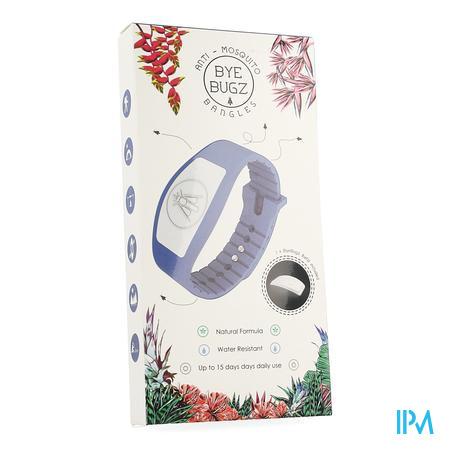 ANTI - MOSQUITO
BYE
BUGZ
BANGLES
Natural Formula
Water Resistant
Up to 15 days days daily use
IPM